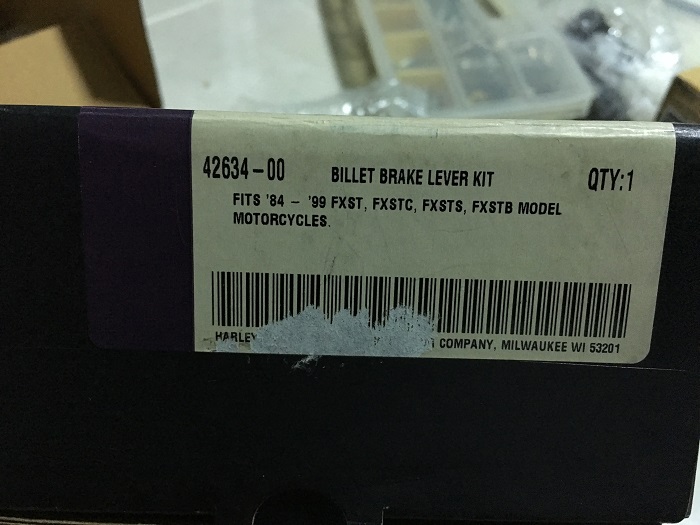 42634-00 BILLET BRAKE LEVER KIT QTY:1
FITS '84 - '99 FXST, FXSTC, FXSTS, FXSTB MODEL
MOTORCYCLES.
HARLEY COMPANY, MILWAUKEE WI 53201